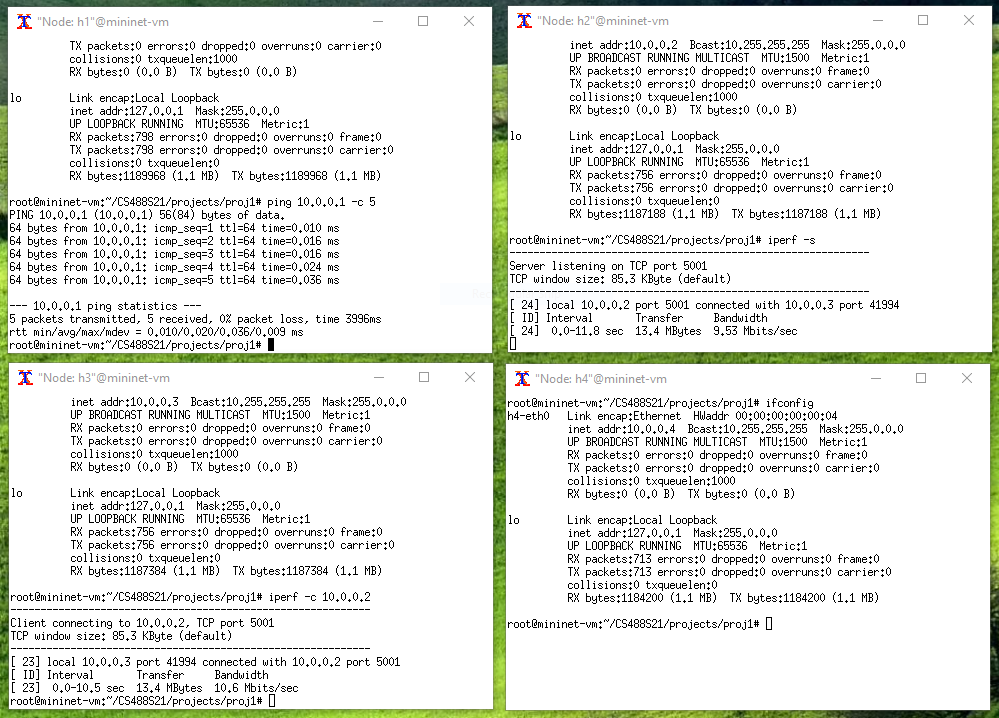 "Node: h1"@mininet-vm
TX packets:0 errors:0 dropped:0 overruns:0 carrier:0
collisions:0 txqueuelen:1000
RX bytes:0 (0.0 B)  TX bytes:0 (0.0 B)
lo        Link encap:Local Loopback
inet addr:127.0.0.1  Mask:255.0.0.0
UP LOOPBACK RUNNING  MTU:65536  Metric:1
RX packets:798 errors:0 dropped:0 overruns:0 frame:0
TX packets:798 errors:0 dropped:0 overruns:0 carrier:0
collisions:0 txqueuelen:0
RX bytes:1189968 (1.1 MB)  TX bytes:1189968 (1.1 MB)
root@mininet-vm:~/CS488S21/projects/proj1# ping 10.0.0.1 -c 5
PING 10.0.0.1 (10.0.0.1) 56(84) bytes of data.
64 bytes from 10.0.0.1: icmp_seq=1 ttl=64 time=0.010 ms
64 bytes from 10.0.0.1: icmp_seq=2 ttl=64 time=0.016 ms
64 bytes from 10.0.0.1: icmp_seq=3 ttl=64 time=0.016 ms
64 bytes from 10.0.0.1: icmp_seq=4 ttl=64 time=0.024 ms
64 bytes from 10.0.0.1: icmp_seq=5 ttl=64 time=0.036 ms
--- 10.0.0.1 ping statistics ---
5 packets transmitted, 5 received, 0% packet loss, time 3996ms
rtt min/avg/max/mdev = 0.010/0.020/0.036/0.009 ms
root@mininet-vm:~/CS488S21/projects/proj1#
"Node: h2"@mininet-vm
inet addr:10.0.0.2  Bcast:10.255.255.255  Mask:255.0.0.0
UP BROADCAST RUNNING MULTICAST  MTU:1500  Metric:1
RX packets:0 errors:0 dropped:0 overruns:0 frame:0
TX packets:0 errors:0 dropped:0 overruns:0 carrier:0
collisions:0 txqueuelen:1000
RX bytes:0 (0.0 B)  TX bytes:0 (0.0 B)
lo        Link encap:Local Loopback
inet addr:127.0.0.1  Mask:255.0.0.0
UP LOOPBACK RUNNING  MTU:65536  Metric:1
RX packets:756 errors:0 dropped:0 overruns:0 frame:0
TX packets:756 errors:0 dropped:0 overruns:0 carrier:0
collisions:0 txqueuelen:0
RX bytes:1187188 (1.1 MB)  TX bytes:1187188 (1.1 MB)
root@mininet-vm:~/CS488S21/projects/proj1# iperf -s
------------------------------------------------------------
Server listening on TCP port 5001
TCP window size: 85.3 KByte (default)
------------------------------------------------------------
[ 24] local 10.0.0.2 port 5001 connected with 10.0.0.3 port 41994
[ ID] Interval       Transfer     Bandwidth
[ 24]  0.0-11.8 sec  13.4 MBytes  9.53 Mbits/sec
"Node: h3"@mininet-vm
inet addr:10.0.0.3  Bcast:10.255.255.255  Mask:255.0.0.0
UP BROADCAST RUNNING MULTICAST  MTU:1500  Metric:1
RX packets:0 errors:0 dropped:0 overruns:0 frame:0
TX packets:0 errors:0 dropped:0 overruns:0 carrier:0
collisions:0 txqueuelen:1000
RX bytes:0 (0.0 B)  TX bytes:0 (0.0 B)
lo        Link encap:Local Loopback
inet addr:127.0.0.1  Mask:255.0.0.0
UP LOOPBACK RUNNING  MTU:65536  Metric:1
RX packets:756 errors:0 dropped:0 overruns:0 frame:0
TX packets:756 errors:0 dropped:0 overruns:0 carrier:0
collisions:0 txqueuelen:0
RX bytes:1187384 (1.1 MB)  TX bytes:1187384 (1.1 MB)
root@mininet-vm:~/CS488S21/projects/proj1# iperf -c 10.0.0.2
------------------------------------------------------------
Client connecting to 10.0.0.2, TCP port 5001
TCP window size: 85.3 KByte (default)
------------------------------------------------------------
[ 23] local 10.0.0.3 port 41994 connected with 10.0.0.2 port 5001
[ ID] Interval       Transfer     Bandwidth
[ 23]  0.0-10.5 sec  13.4 MBytes  10.6 Mbits/sec
root@mininet-vm:~/CS488S21/projects/proj1#
"Node: h4"@mininet-vm
root@mininet-vm:~/CS488S21/projects/proj1# ifconfig
h4-eth0   Link encap:Ethernet  HWaddr 00:00:00:00:00:04
inet addr:10.0.0.4  Bcast:10.255.255.255  Mask:255.0.0.0
UP BROADCAST RUNNING MULTICAST  MTU:1500  Metric:1
RX packets:0 errors:0 dropped:0 overruns:0 frame:0
TX packets:0 errors:0 dropped:0 overruns:0 carrier:0
collisions:0 txqueuelen:1000
RX bytes:0 (0.0 B)  TX bytes:0 (0.0 B)
lo        Link encap:Local Loopback
inet addr:127.0.0.1  Mask:255.0.0.0
UP LOOPBACK RUNNING  MTU:65536  Metric:1
RX packets:713 errors:0 dropped:0 overruns:0 frame:0
TX packets:713 errors:0 dropped:0 overruns:0 carrier:0
collisions:0 txqueuelen:0
RX bytes:1184200 (1.1 MB)  TX bytes:1184200 (1.1 MB)
root@mininet-vm:~/CS488S21/projects/proj1#